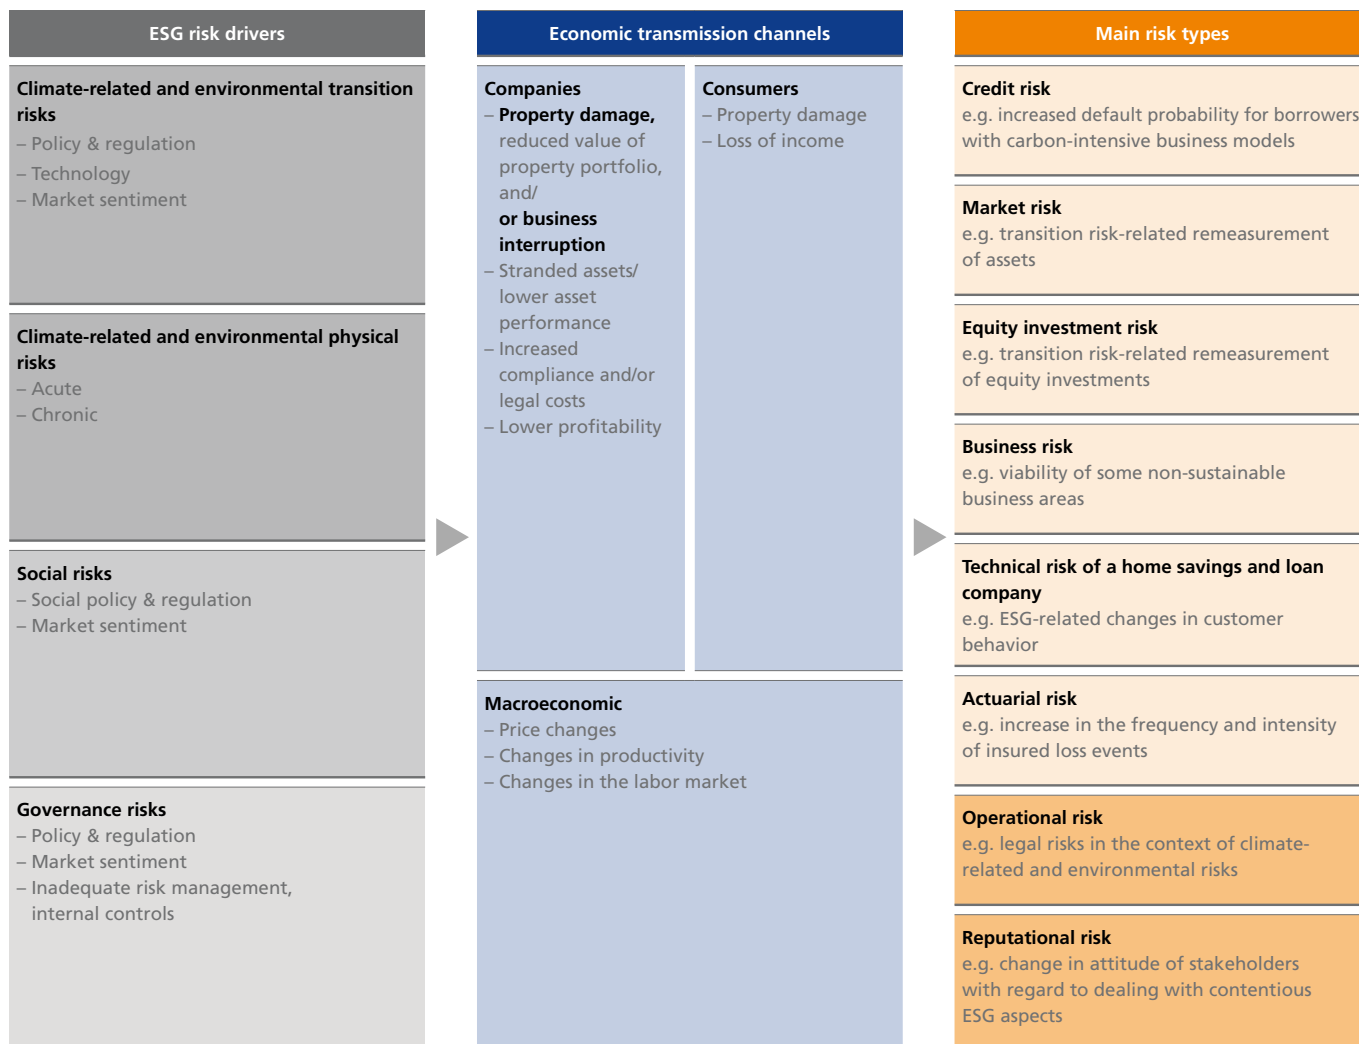 ESG risk drivers
Climate-related and environmental transition
risks
– Policy & regulation
– Technology
– Market sentiment
Climate-related and environmental physical
risks
– Acute
– Chronic
Social risks
– Social policy & regulation
– Market sentiment
Governance risks
– Policy & regulation
– Market sentiment
– Inadequate risk management,
internal controls
Economic transmission channels
Companies
– Property damage,
reduced value of
property portfolio,
and/
or business
interruption
– Stranded assets/
lower asset
performance
– Increased
compliance and/or
legal costs
– Lower profitability
Consumers
– Property damage
– Loss of income
Macroeconomic
– Price changes
– Changes in productivity
– Changes in the labor market
Main risk types
Credit risk
e.g. increased default probability for borrowers
with carbon-intensive business models
Market risk
e.g. transition risk-related remeasurement
of assets
Equity investment risk
e.g. transition risk-related remeasurement
of equity investments
Business risk
e.g. viability of some non-sustainable
business areas
Technical risk of a home savings and loan
company
e.g. ESG-related changes in customer
behavior
Actuarial risk
e.g. increase in the frequency and intensity
of insured loss events
Operational risk
e.g. legal risks in the context of climate-
related and environmental risks
Reputational risk
e.g. change in attitude of stakeholders
with regard to dealing with contentious
ESG aspects